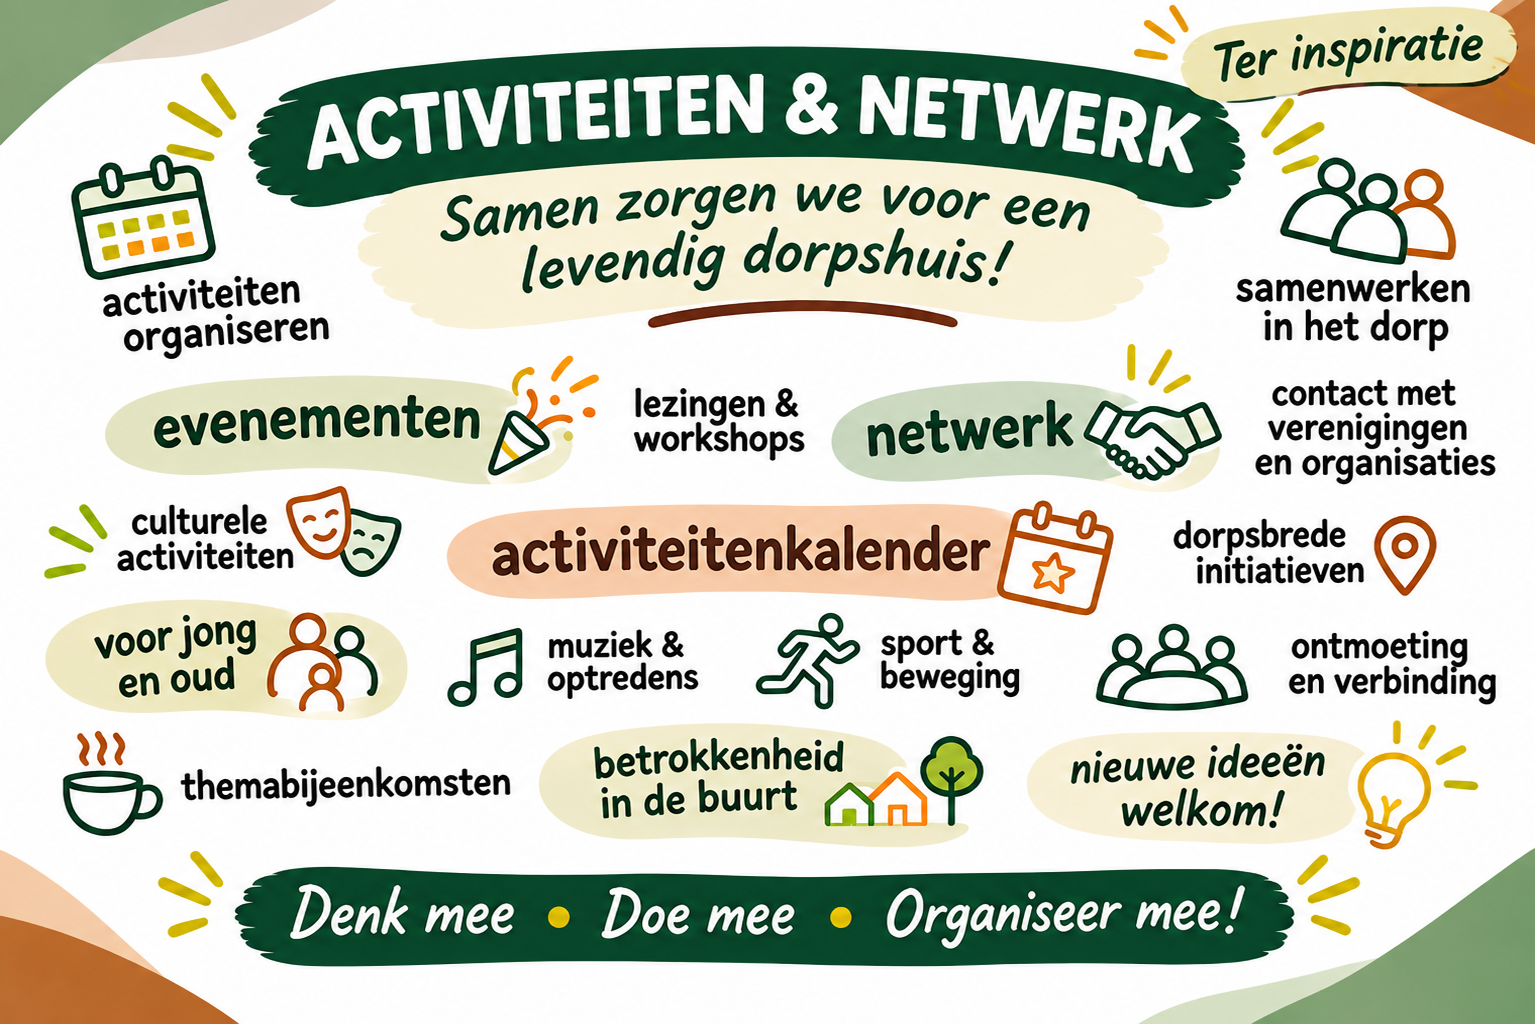 Ter inspiratie
ACTIVITEITEN & NETWERK
Samen zorgen we voor een
levendig dorpshuis!
activiteiten
organiseren
samenwerken
in het dorp
evenementen
lezingen &
workshops
netwerk
contact met
verenigingen
en organisaties
culturele
activiteiten
activiteitenkalender
dorpsbrede
initiatieven
voor jong
en oud
muziek &
optredens
sport &
beweging
ontmoeting
en verbinding
themabijeenkomsten
betrokkenheid
in de buurt
nieuwe ideeën
welkom!
Denk mee • Doe mee • Organiseer mee!